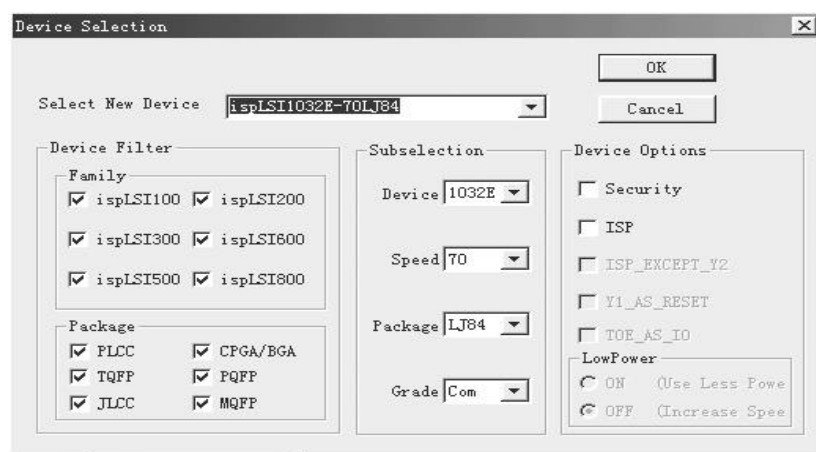 Device Selection
OK
Select New Device ispLSI1032E-70LJ84
Cancel
Device Filter
Family
ispLSI100 ispLSI200
ispLSI300 ispLSI600
ispLSI500 ispLSI800
Package
PLCC CPGA/BGA
TQFP PQFP
JLCC MQFP
Subselection
Device 1032E
Speed 70
Package LJ84
Grade Com
Device Options
Security
ISP
ISP_EXCEPT_Y2
Y1_AS_RESET
TOE_AS_IO
LowPower
ON (Use Less Powe
OFF (Increase Spee